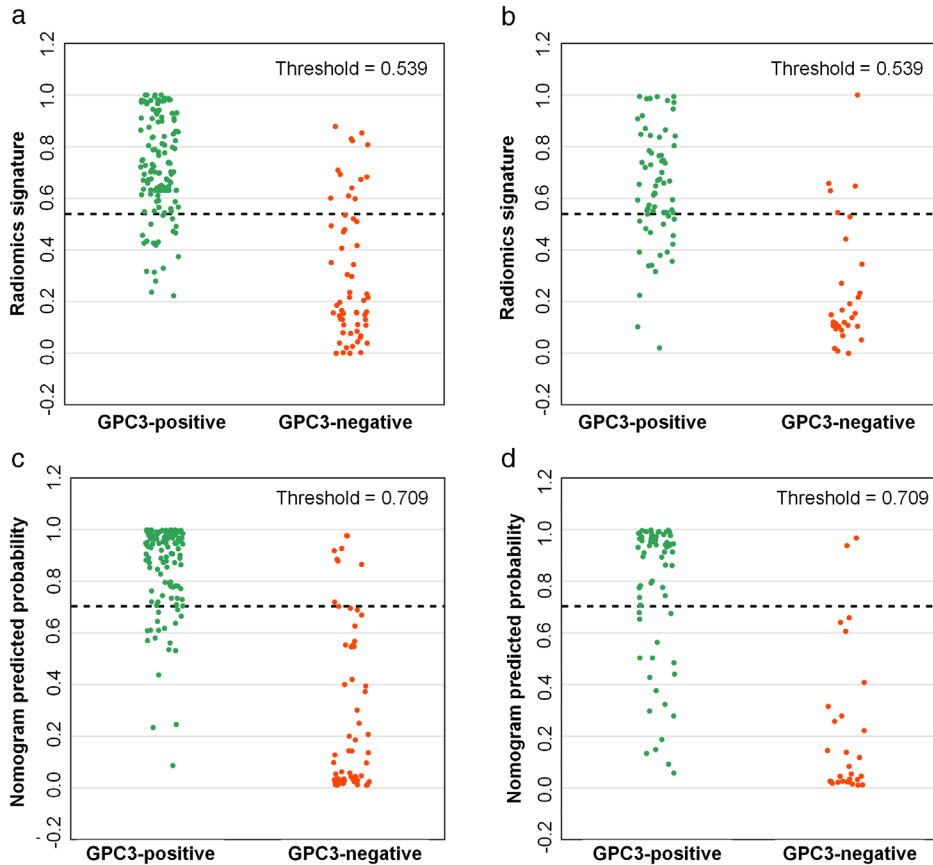 a
Radiomics signature
1.2
1.0
0.8
0.6
0.4
0.2
0.0
-0.2
Threshold = 0.539
GPC3-positive
GPC3-negative
b
Radiomics signature
1.2
1.0
0.8
0.6
0.4
0.2
0.0
-0.2
Threshold = 0.539
GPC3-positive
GPC3-negative
c
Nomogram predicted probability
1.2
1.0
0.8
0.6
0.4
0.2
0.0
-0.2
Threshold = 0.709
GPC3-positive
GPC3-negative
d
Nomogram predicted probability
1.2
1.0
0.8
0.6
0.4
0.2
0.0
-0.2
Threshold = 0.709
GPC3-positive
GPC3-negative